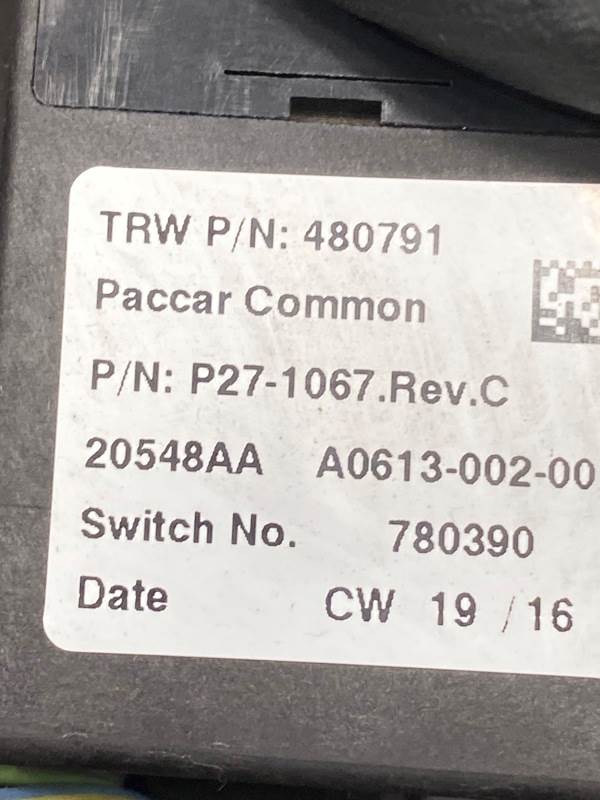 TRW P/N: 480791
Paccar Common
P/N: P27-1067.Rev.C
20548AA A0613-002-00
Switch No. 780390
Date CW 19 / 16